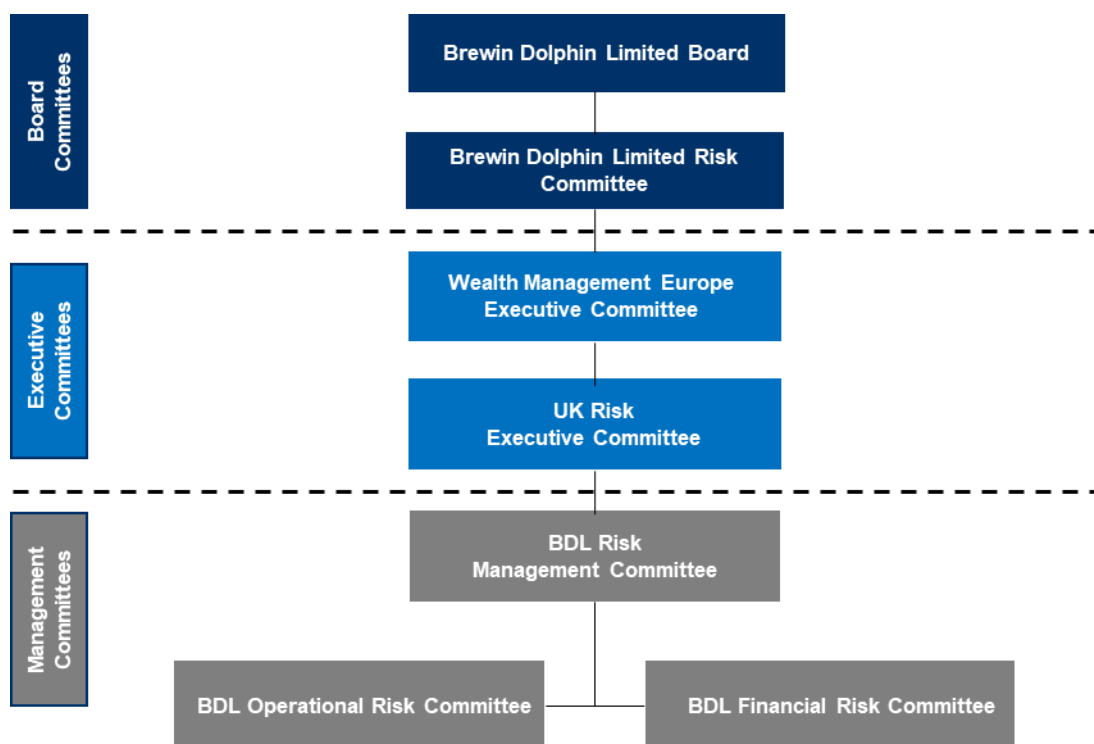 Board
Committees
Brewin Dolphin Limited Board
Brewin Dolphin Limited Risk
Committee
Executive
Committees
Wealth Management Europe
Executive Committee
UK Risk
Executive Committee
Management
Committees
BDL Risk
Management Committee
BDL Operational Risk Committee
BDL Financial Risk Committee